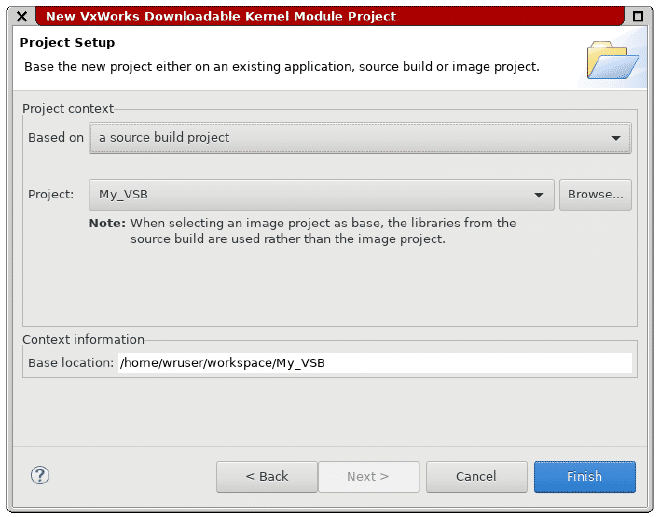 New VxWorks Downloadable Kernel Module Project
Project Setup
Base the new project either on an existing application, source build or image project.
Project context
Based on a source build project
Project: My_VSB Browse...
Note: When selecting an image project as base, the libraries from the
source build are used rather than the image project.
Context information
Base location: /home/wruser/workspace/My_VSB
? < Back Next > Cancel Finish